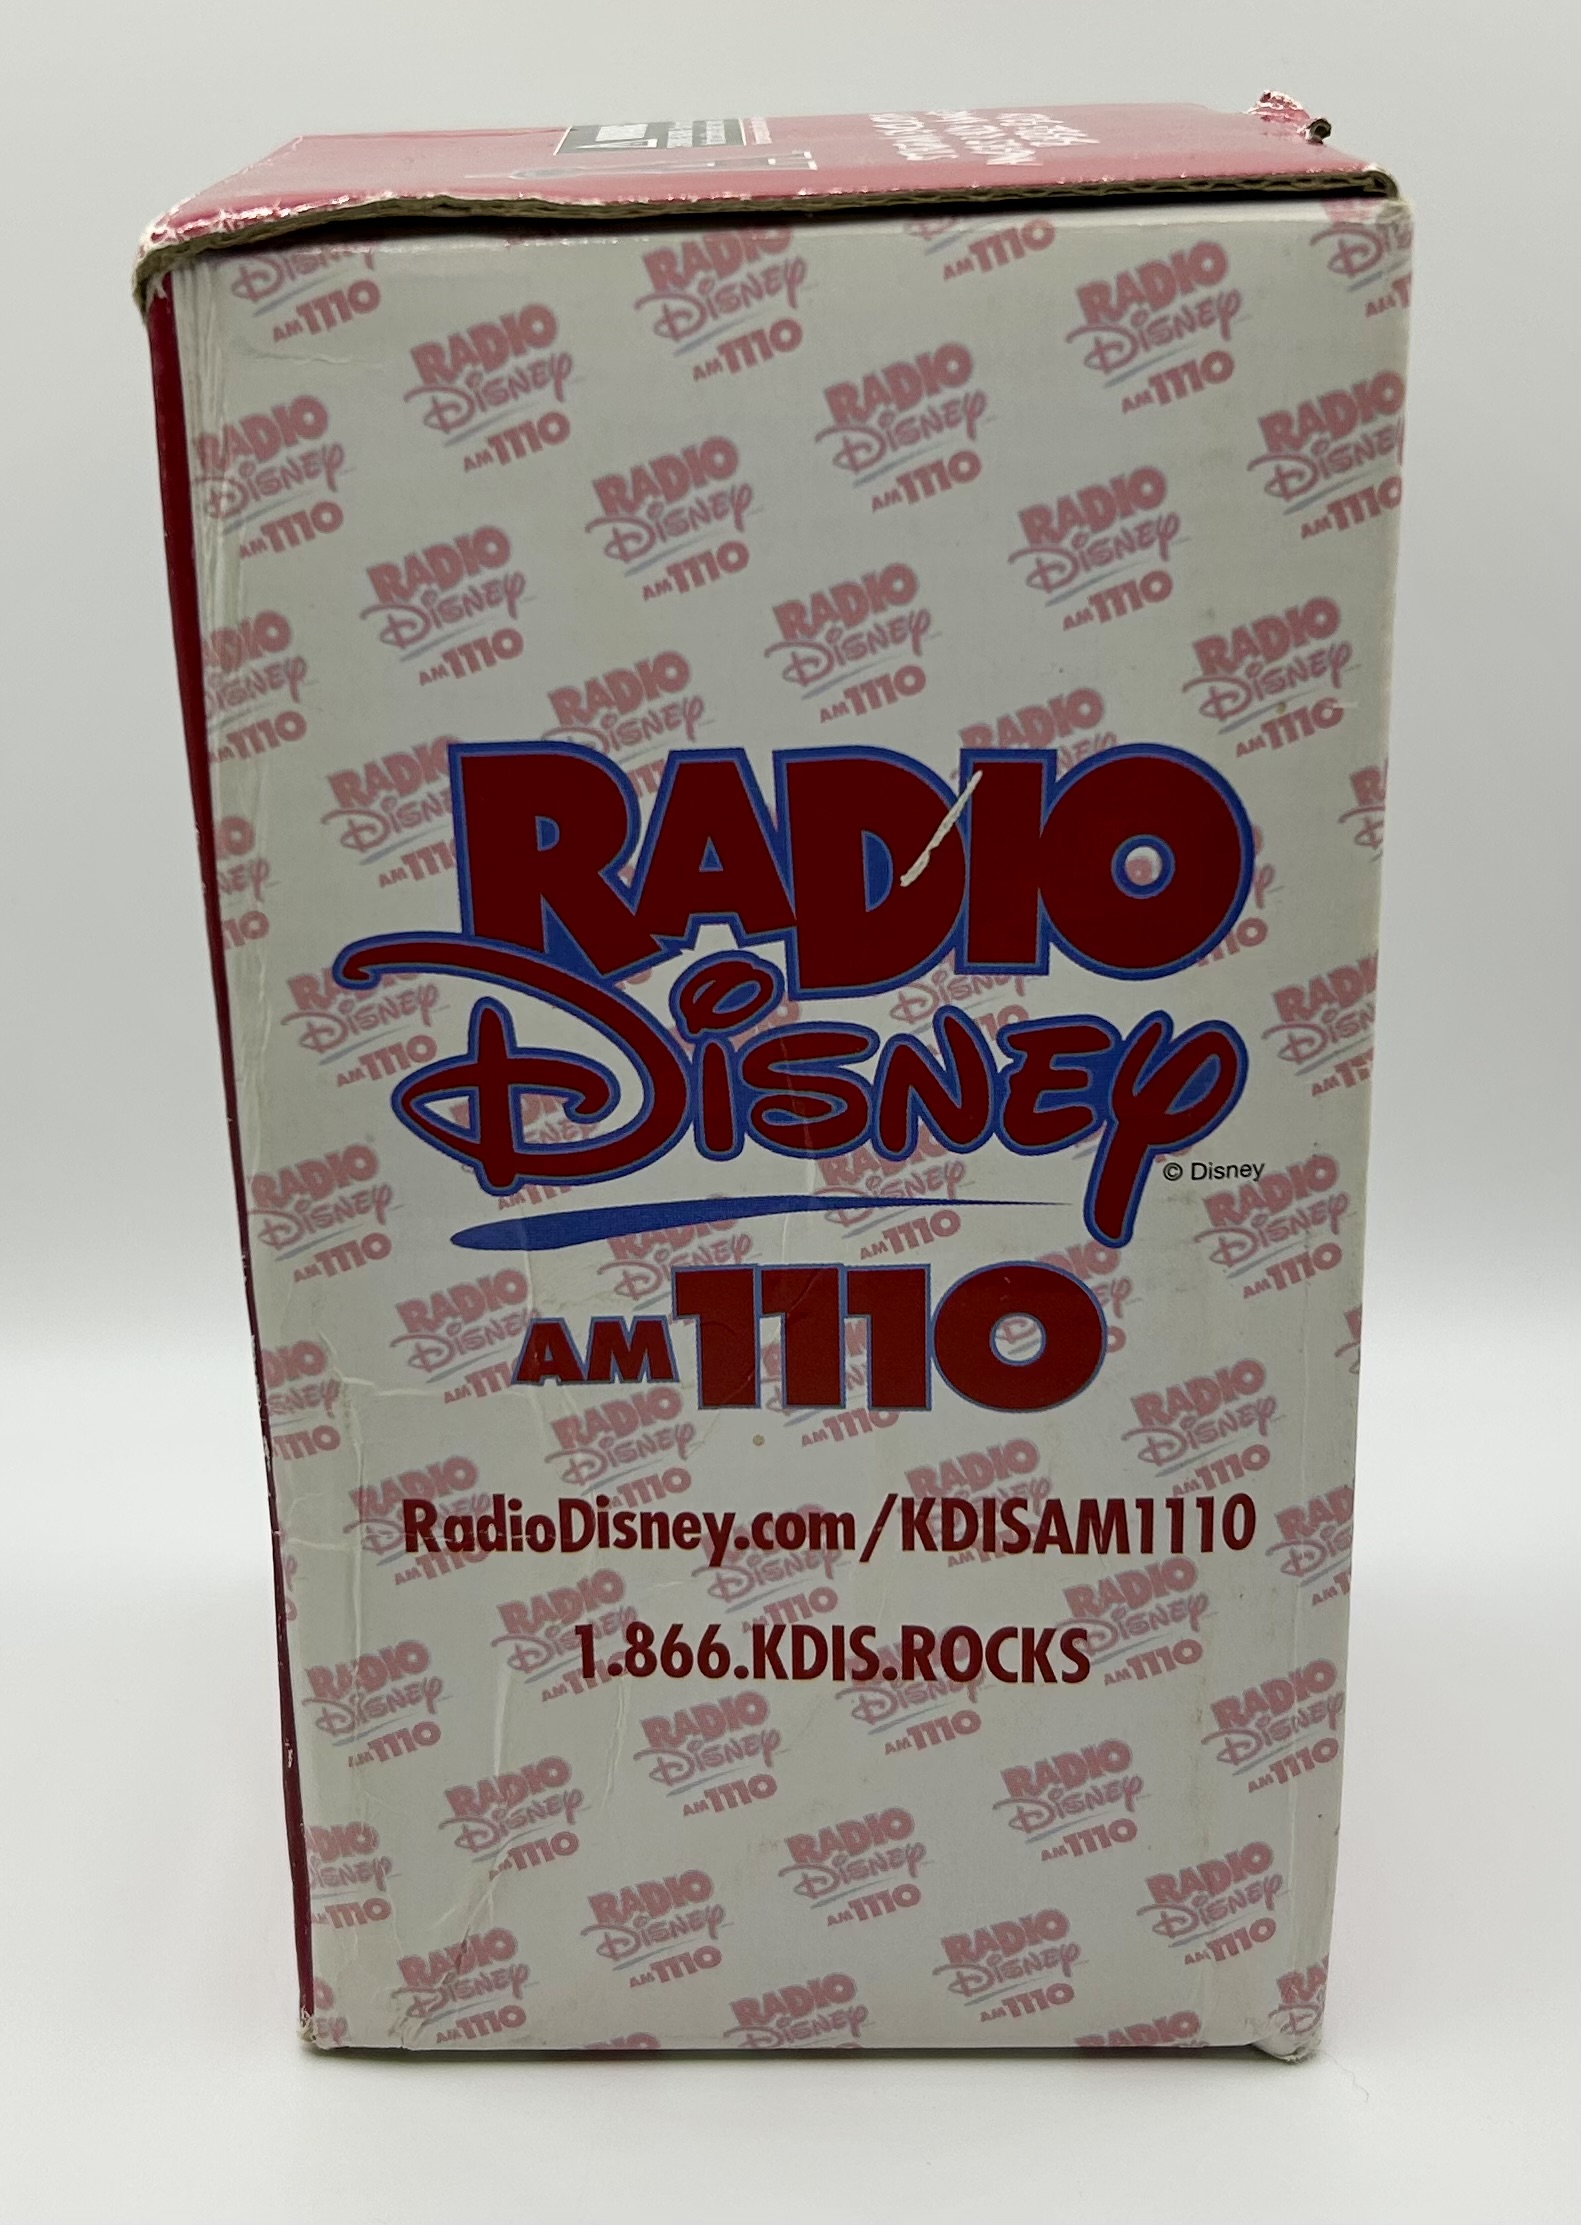 RADIO
Disney
© Disney
AM 1110
RadioDisney.com/KDISAM1110
1.866.KDIS.ROCKS